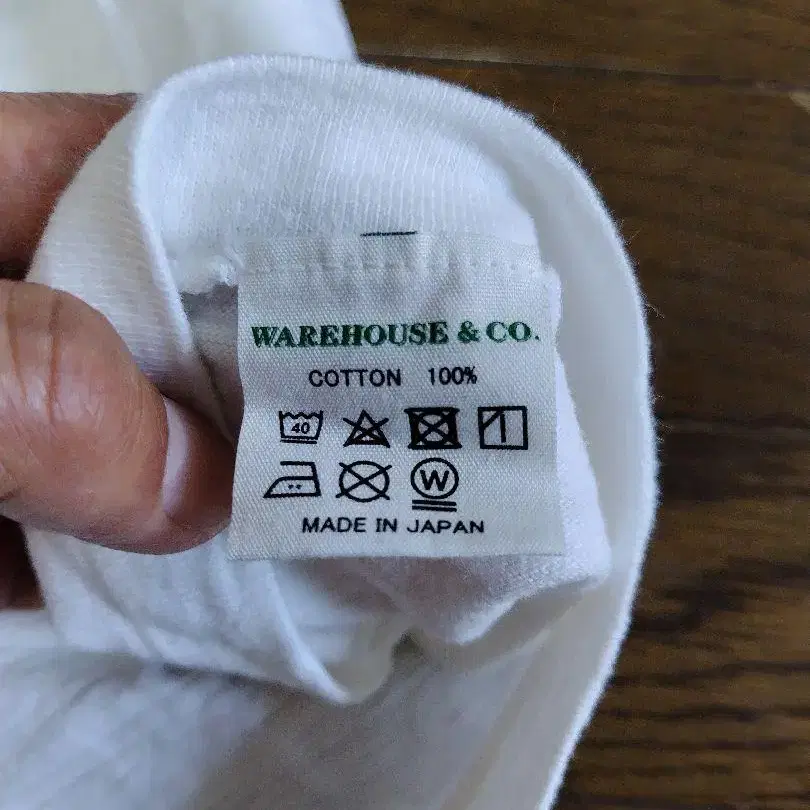 WAREHOUSE & CO.
COTTON 100%
40
W
MADE IN JAPAN